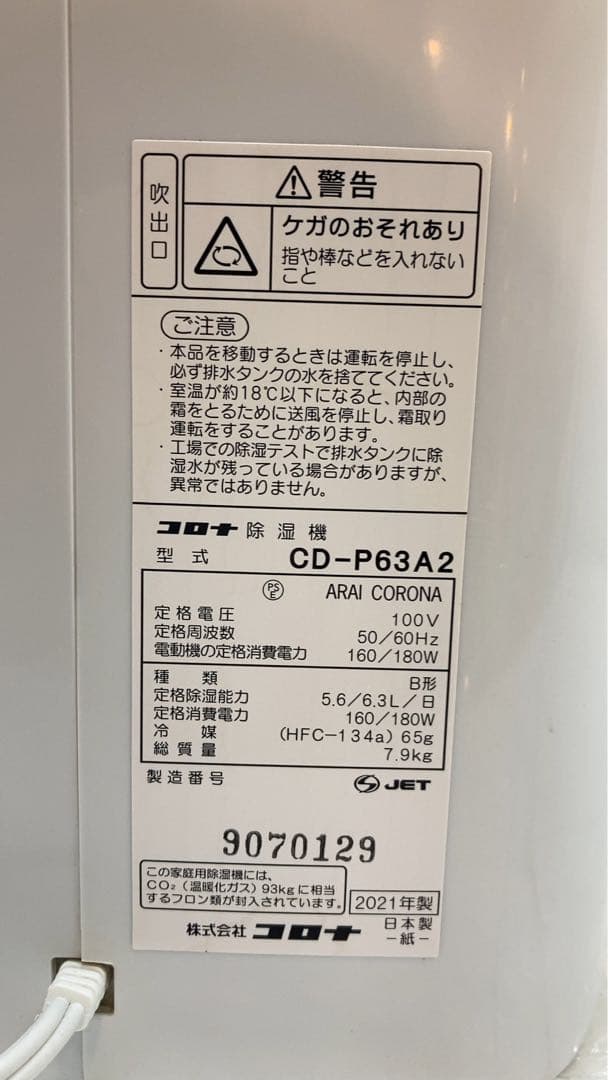 吹出口
警告
ケガのおそれあり
指や棒などを入れない
こと
ご注意
・本品を移動するときは運転を停止し、
必ず排水タンクの水を捨ててください。
・室温が約18℃以下になると、内部の
霜をとるために送風を停止し、霜取り
運転をすることがあります。
・工場での除湿テストで排水タンクに除
湿水が残っている場合がありますが、
異常ではありません。
コロナ 除湿機
型式 CD-P63A2
PSE ARAI CORONA
定格電圧 100V
定格周波数 50/60Hz
電動機の定格消費電力 160/180W
種類 B形
定格除湿能力 5.6/6.3L/日
定格消費電力 160/180W
冷媒 (HFC-134a) 65g
総質量 7.9kg
製造番号 JET
9070129
この家庭用除湿機には、
CO₂(温暖化ガス)93kgに相当
するフロン類が封入されています。
2021年製
株式会社 コロナ
日本製
-紙-